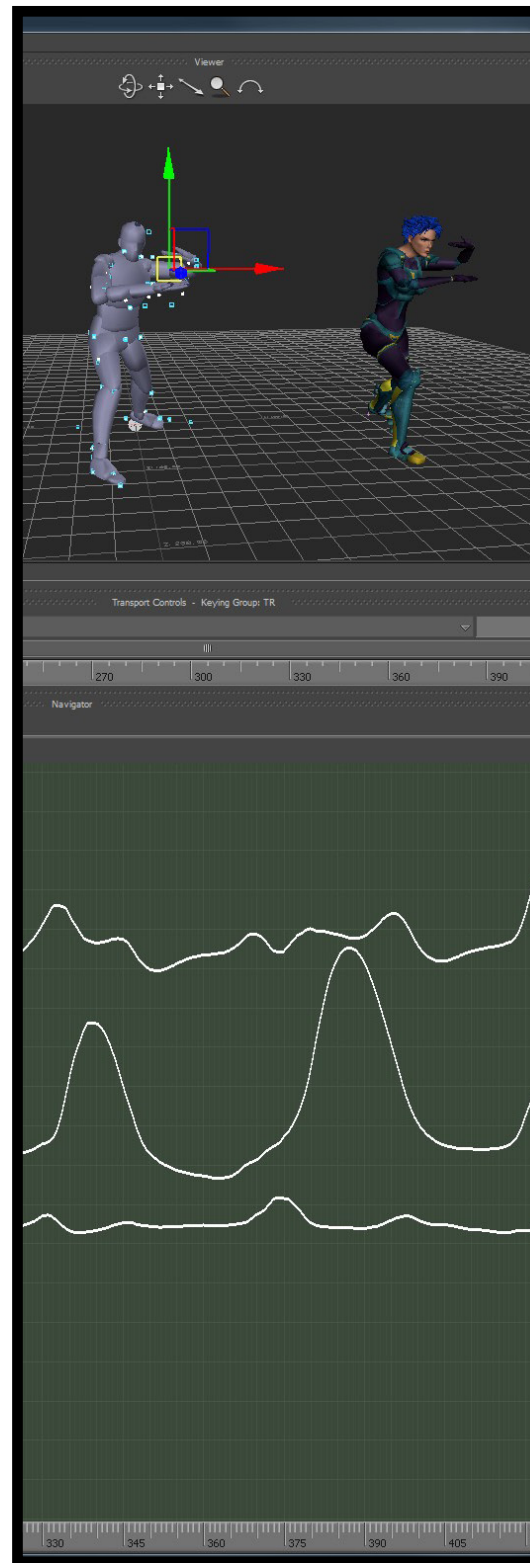 Viewer
Transport Controls - Keying Group: TR
270 300 330 360 390
Navigator
330 345 360 375 390 405